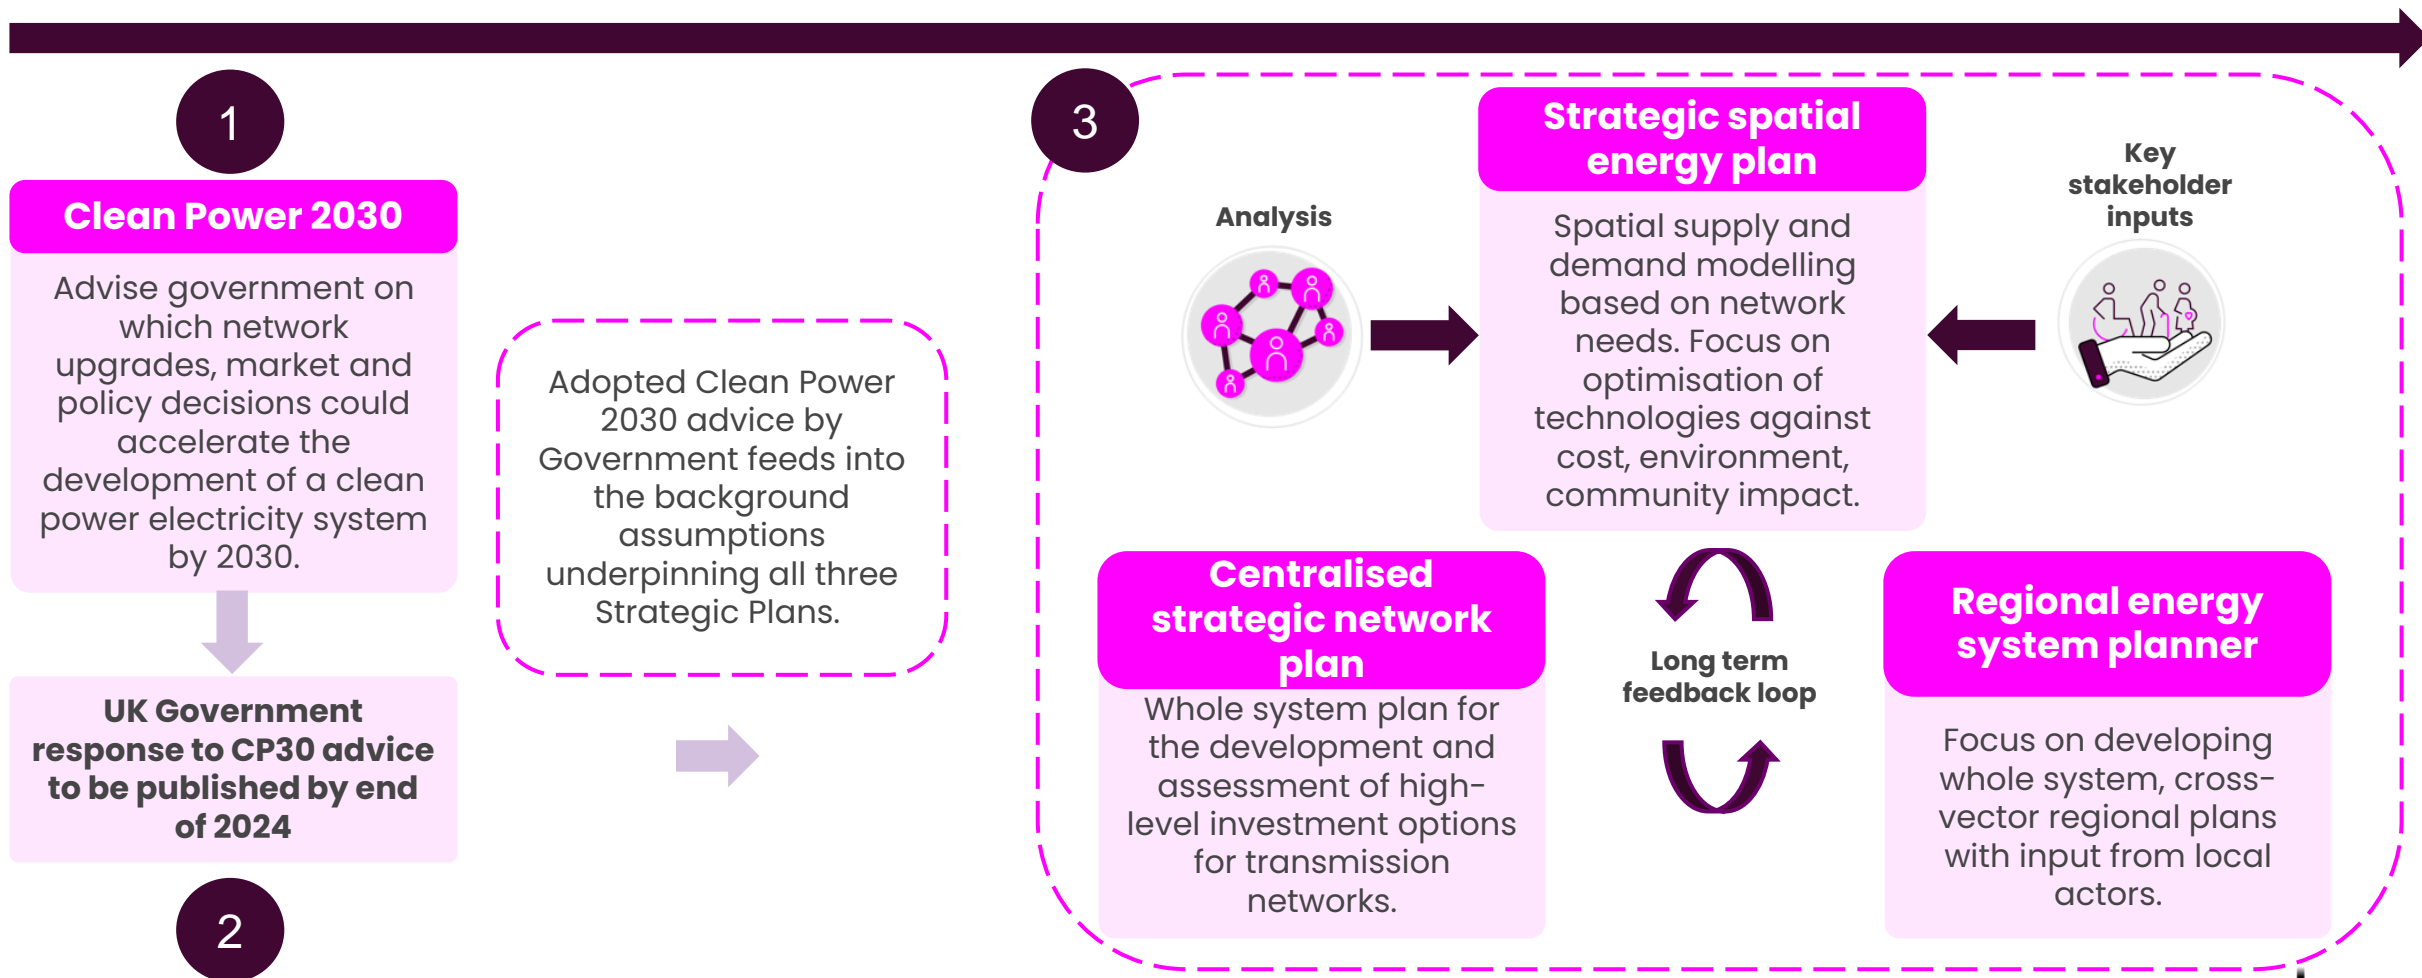 1
Clean Power 2030
Advise government on
which network
upgrades, market and
policy decisions could
accelerate the
development of a clean
power electricity system
by 2030.
UK Government
response to CP30 advice
to be published by end
of 2024
2
Adopted Clean Power
2030 advice by
Government feeds into
the background
assumptions
underpinning all three
Strategic Plans.
3
Analysis
Strategic spatial
energy plan
Spatial supply and
demand modelling
based on network
needs. Focus on
optimisation of
technologies against
cost, environment,
community impact.
Key
stakeholder
inputs
Centralised
strategic network
plan
Whole system plan for
the development and
assessment of high-
level investment options
for transmission
networks.
Long term
feedback loop
Regional energy
system planner
Focus on developing
whole system, cross-
vector regional plans
with input from local
actors.